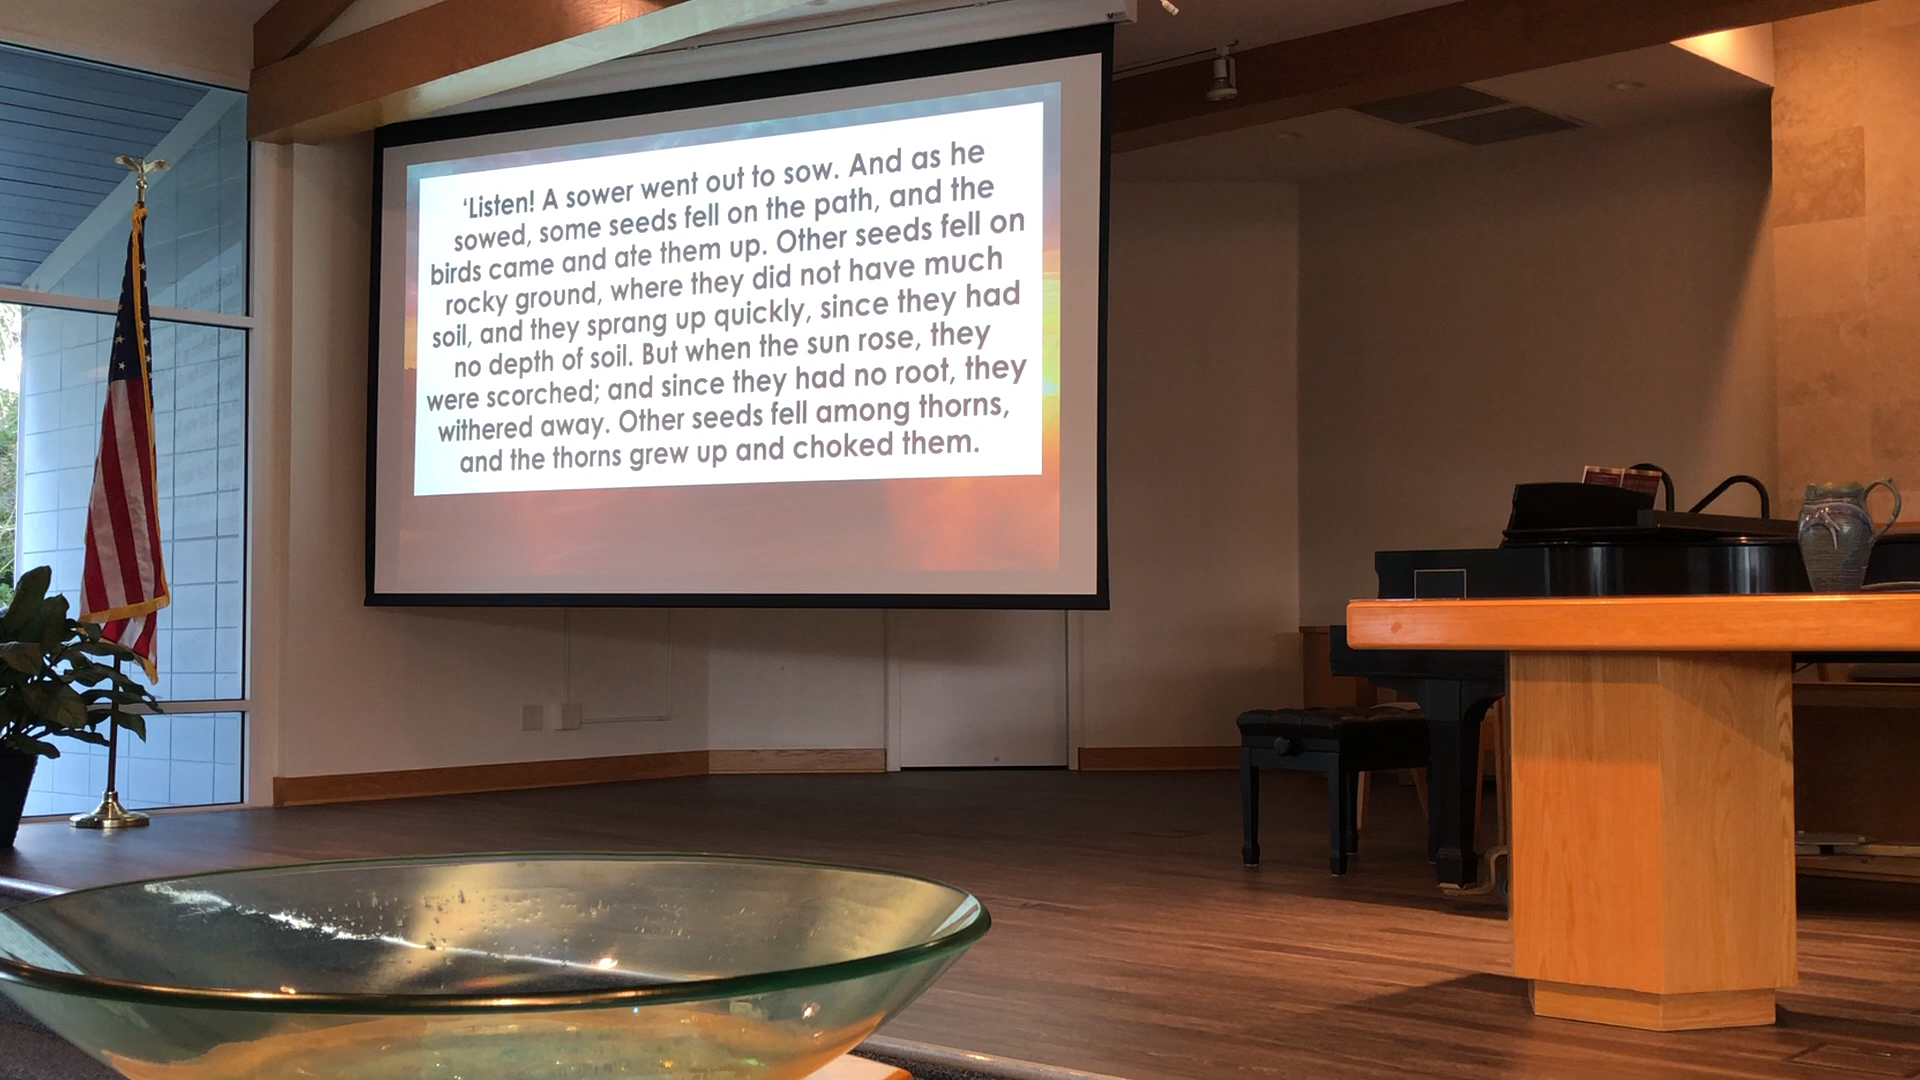 ‘Listen! A sower went out to sow. And as he
sowed, some seeds fell on the path, and the
birds came and ate them up. Other seeds fell on
rocky ground, where they did not have much
soil, and they sprang up quickly, since they had
no depth of soil. But when the sun rose, they
were scorched; and since they had no root, they
withered away. Other seeds fell among thorns,
and the thorns grew up and choked them.